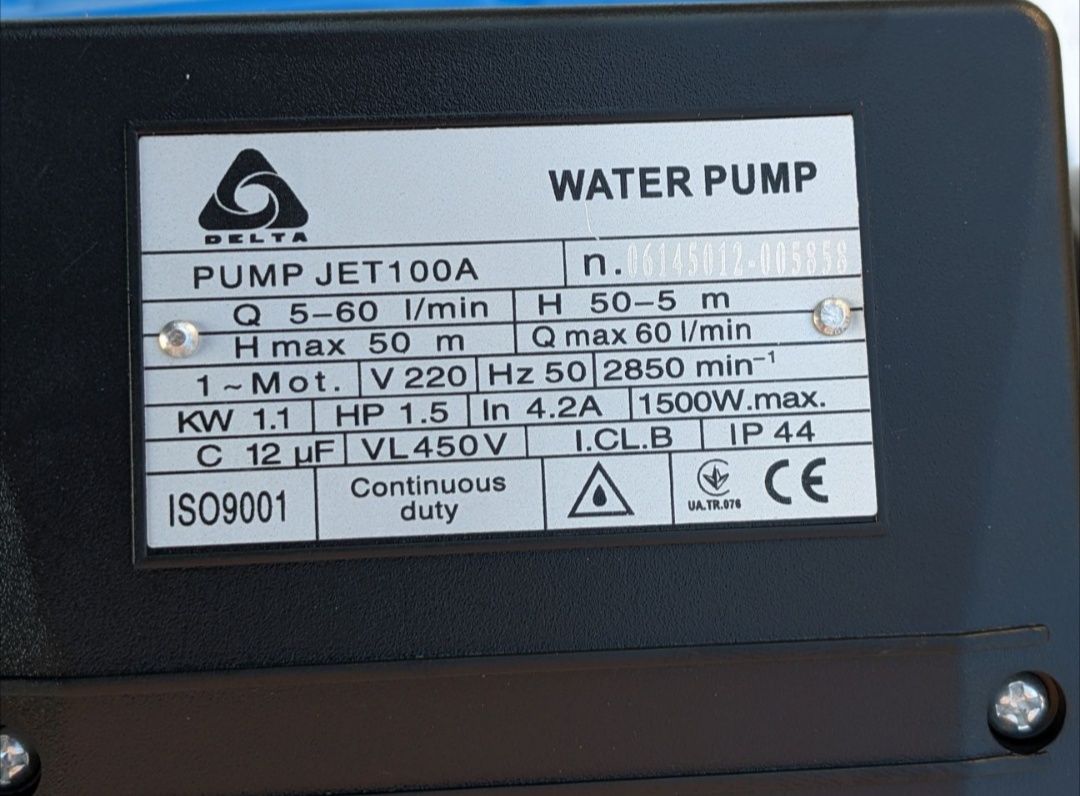 DELTA
WATER PUMP
PUMP JET100A n. 06145012-005858
Q 5–60 l/min H 50–5 m
H max 50 m Q max 60 l/min
1 ~ Mot. V 220 Hz 50 2850 min⁻¹
KW 1.1 HP 1.5 In 4.2A 1500W.max.
C 12 µF VL 450 V I.CL.B IP 44
ISO9001 Continuous duty UA.TR.076 CE